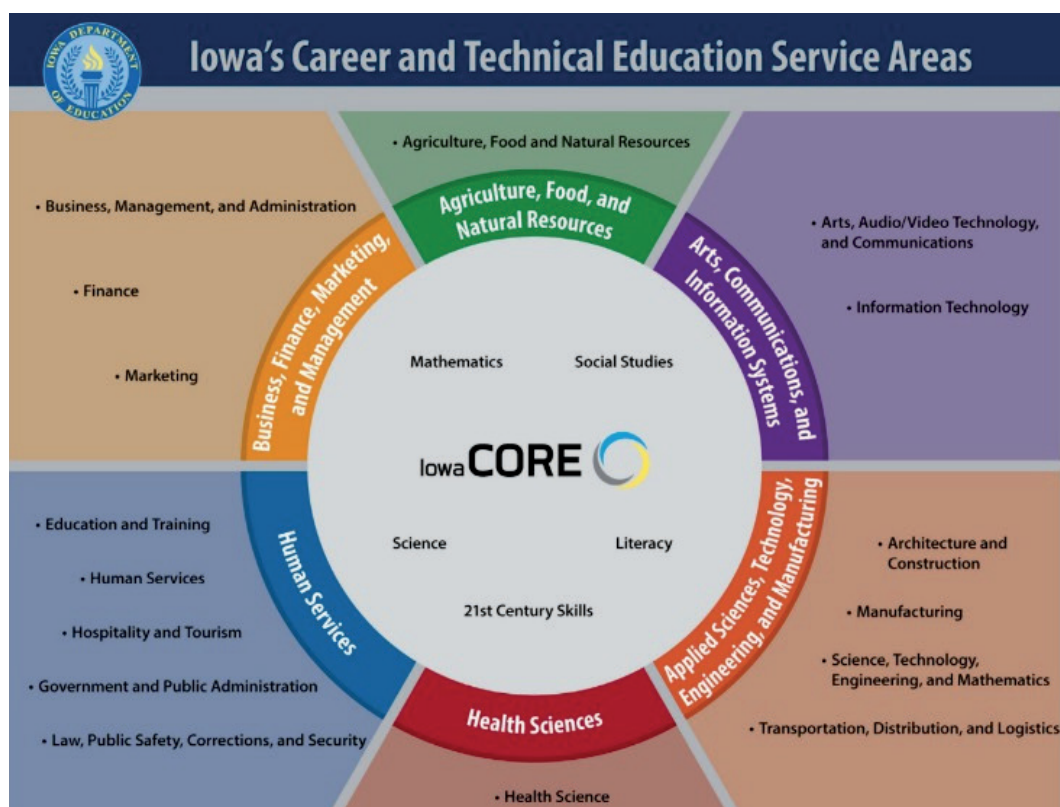 IOWA DEPARTMENT
OF EDUCATION
Iowa's Career and Technical Education Service Areas
• Agriculture, Food and Natural Resources
Agriculture, Food, and
Natural Resources
• Business, Management, and Administration
• Finance
• Marketing
Business, Finance, Marketing,
and Management
• Arts, Audio/Video Technology,
and Communications
• Information Technology
Arts, Communications, and
Information Systems
Mathematics
Social Studies
Iowa CORE
Science
Literacy
21st Century Skills
• Education and Training
• Human Services
• Hospitality and Tourism
• Government and Public Administration
• Law, Public Safety, Corrections, and Security
Human Services
Applied Sciences, Technology,
Engineering, and Manufacturing
• Architecture and
Construction
• Manufacturing
• Science, Technology,
Engineering, and Mathematics
• Transportation, Distribution, and Logistics
Health Sciences
• Health Science